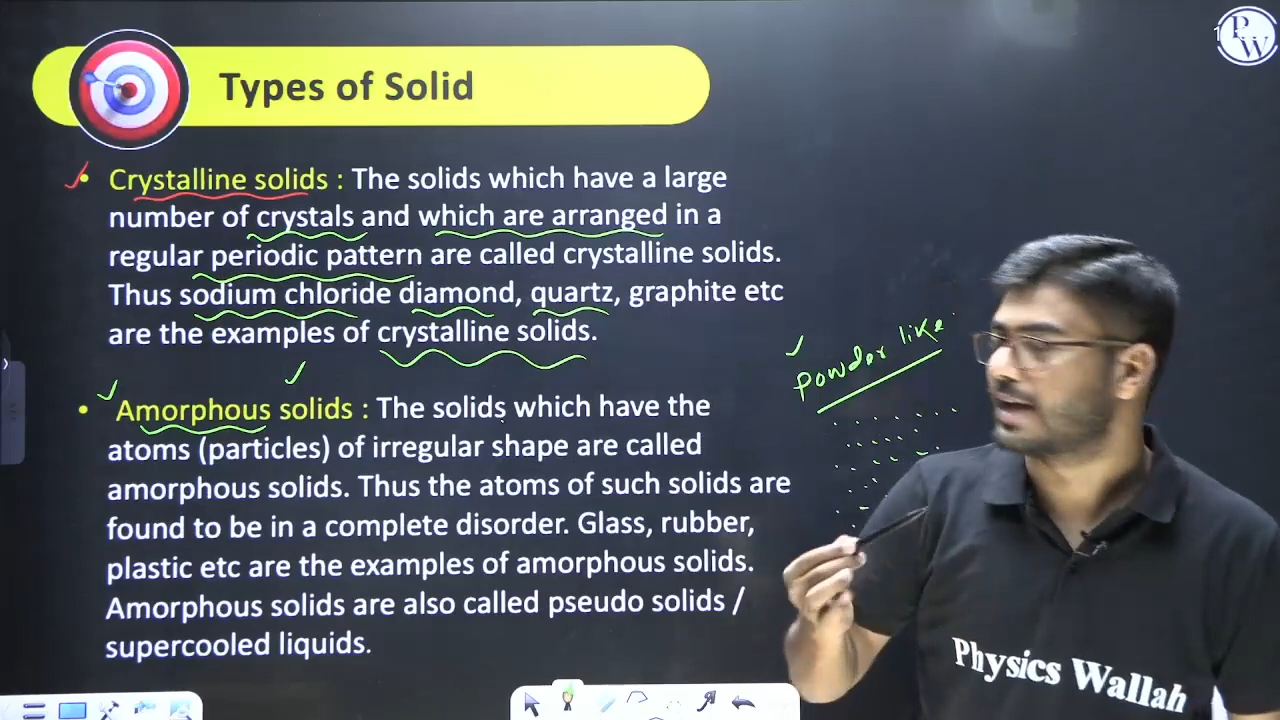 PW
Types of Solid
• Crystalline solids : The solids which have a large
number of crystals and which are arranged in a
regular periodic pattern are called crystalline solids.
Thus sodium chloride diamond, quartz, graphite etc
are the examples of crystalline solids.
Powder like
• Amorphous solids : The solids which have the
atoms (particles) of irregular shape are called
amorphous solids. Thus the atoms of such solids are
found to be in a complete disorder. Glass, rubber,
plastic etc are the examples of amorphous solids.
Amorphous solids are also called pseudo solids /
supercooled liquids.
Physics Wallah